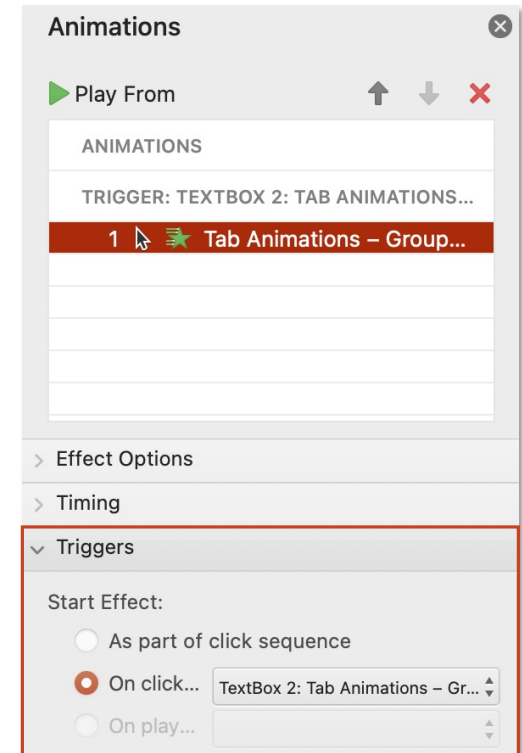 Animations
Play From
ANIMATIONS
TRIGGER: TEXTBOX 2: TAB ANIMATIONS...
1 Tab Animations – Group...
Effect Options
Timing
Triggers
Start Effect:
As part of click sequence
On click... TextBox 2: Tab Animations – Gr...
On play...